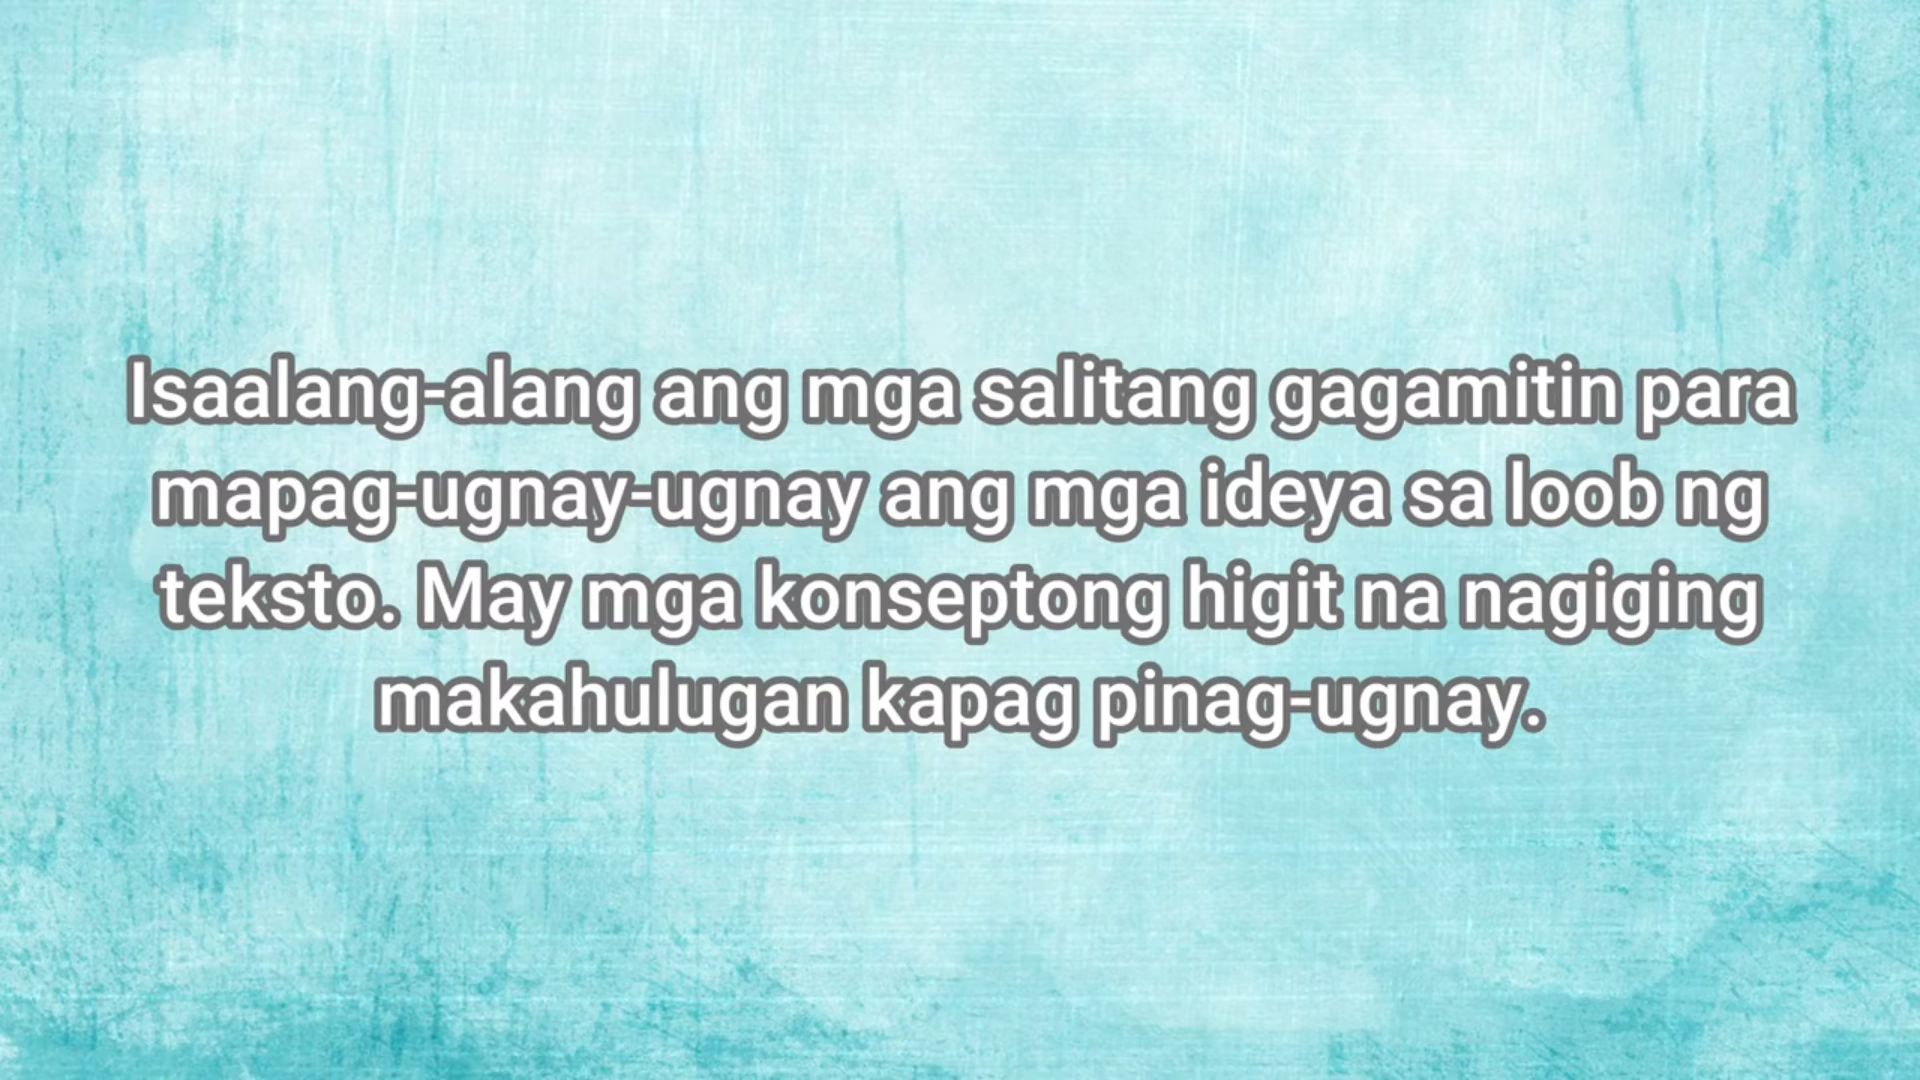 Isaalang-alang ang mga salitang gagamitin para
mapag-ugnay-ugnay ang mga ideya sa loob ng
teksto. May mga konseptong higit na nagiging
makahulugan kapag pinag-ugnay.